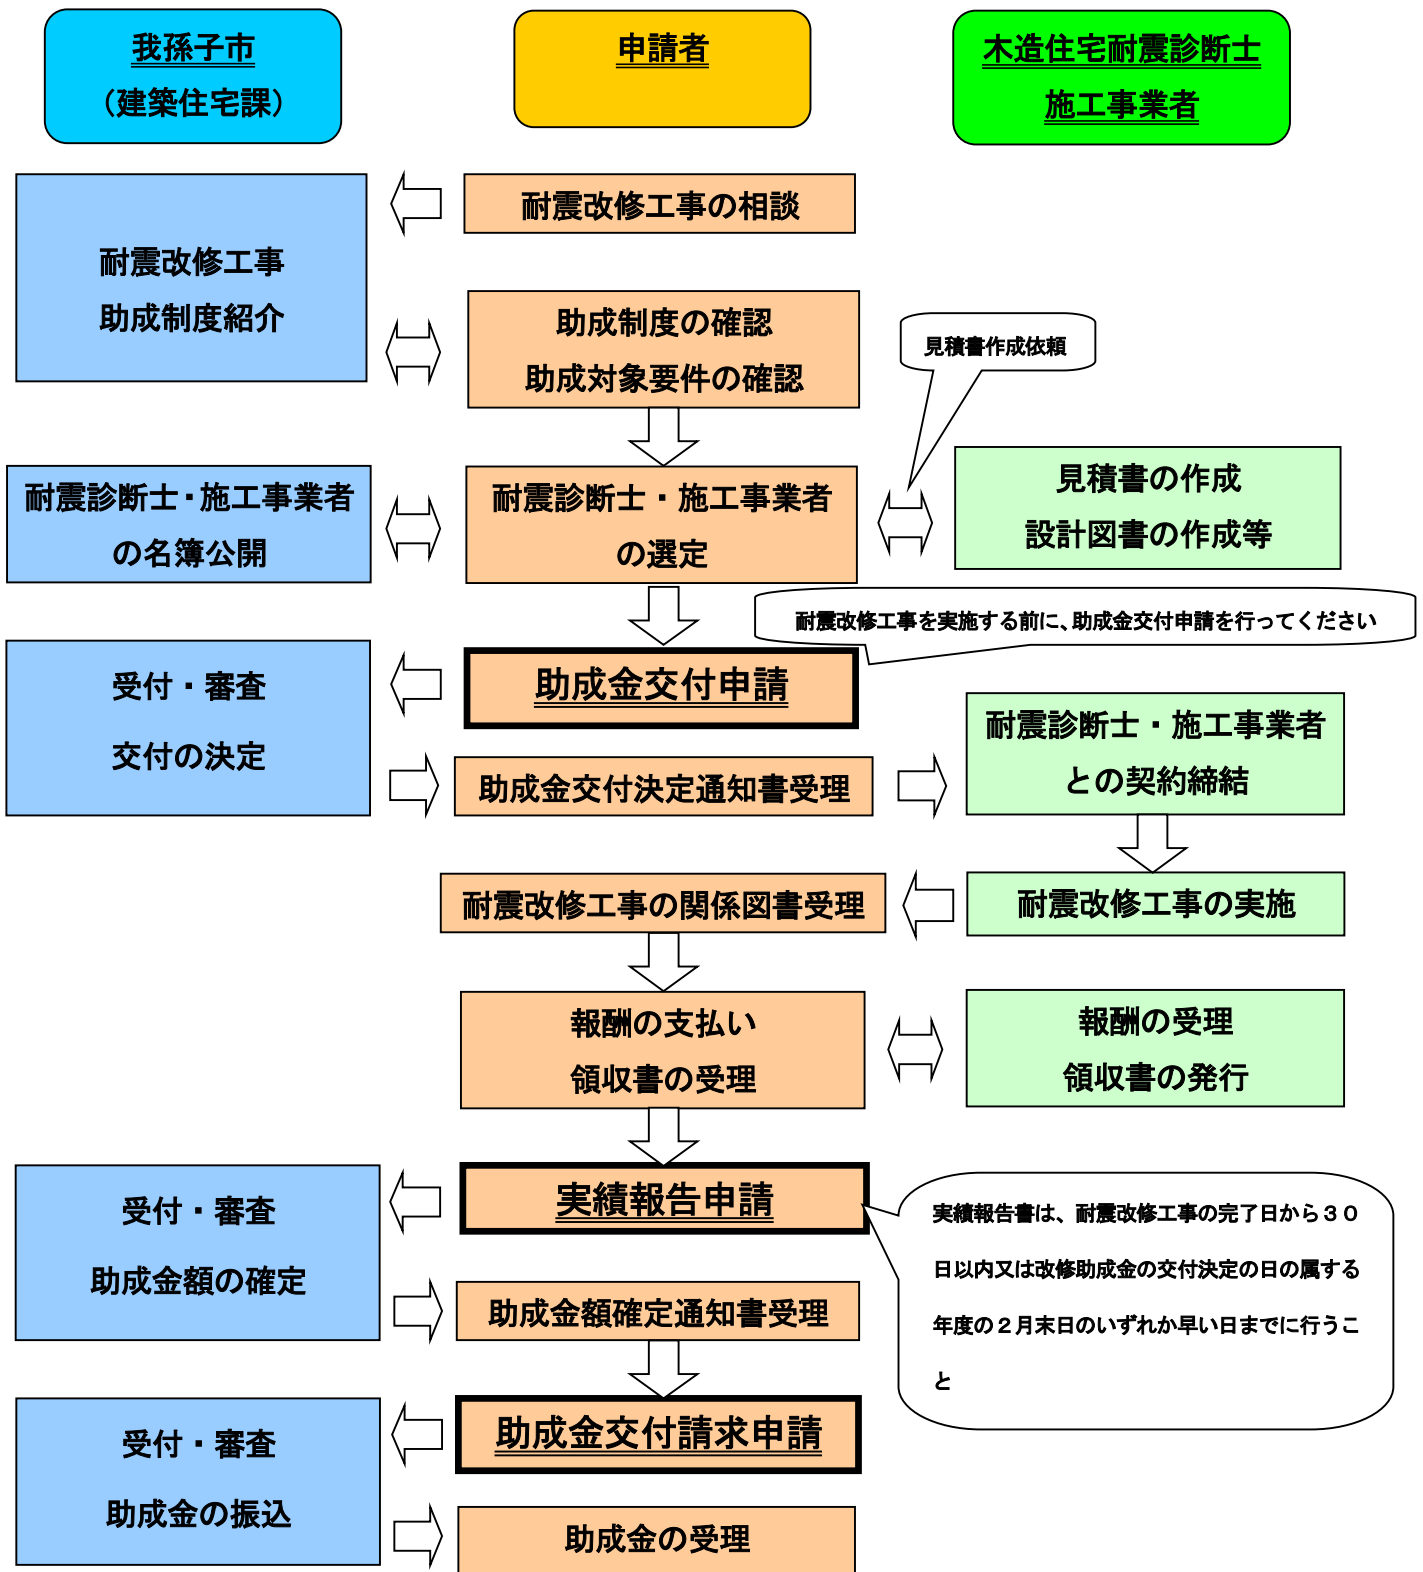 我孫子市
（建築住宅課）
申請者
木造住宅耐震診断士
施工事業者
耐震改修工事の相談
耐震改修工事
助成制度紹介
助成制度の確認
助成対象要件の確認
見積書作成依頼
耐震診断士・施工事業者
の名簿公開
耐震診断士・施工事業者
の選定
見積書の作成
設計図書の作成等
耐震改修工事を実施する前に、助成金交付申請を行ってください
受付・審査
交付の決定
助成金交付申請
助成金交付決定通知書受理
耐震診断士・施工事業者
との契約締結
耐震改修工事の関係図書受理
耐震改修工事の実施
報酬の支払い
領収書の受理
報酬の受理
領収書の発行
受付・審査
助成金額の確定
実績報告申請
実績報告書は、耐震改修工事の完了日から３０
日以内又は改修助成金の交付決定の日の属する
年度の２月末日のいずれか早い日までに行うこ
と
助成金額確定通知書受理
受付・審査
助成金の振込
助成金交付請求申請
助成金の受理